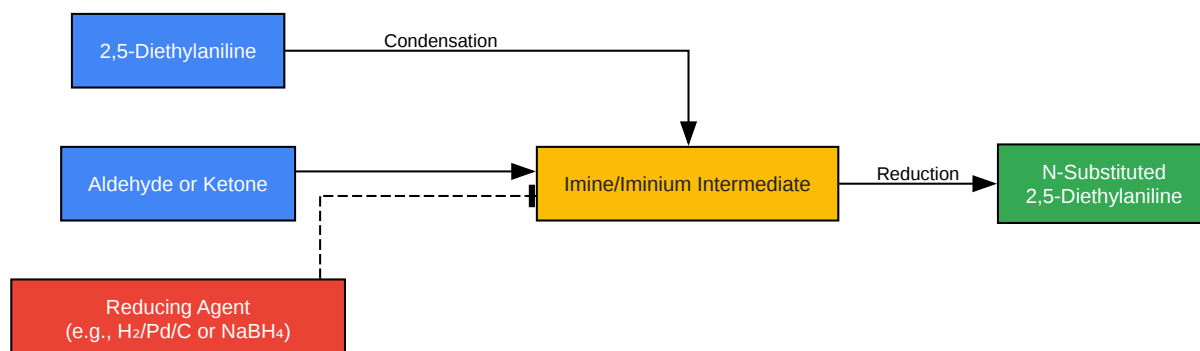 2,5-Diethylaniline
Condensation
Aldehyde or Ketone
Imine/Iminium Intermediate
Reduction
N-Substituted
2,5-Diethylaniline
Reducing Agent
(e.g., H₂/Pd/C or NaBH₄)